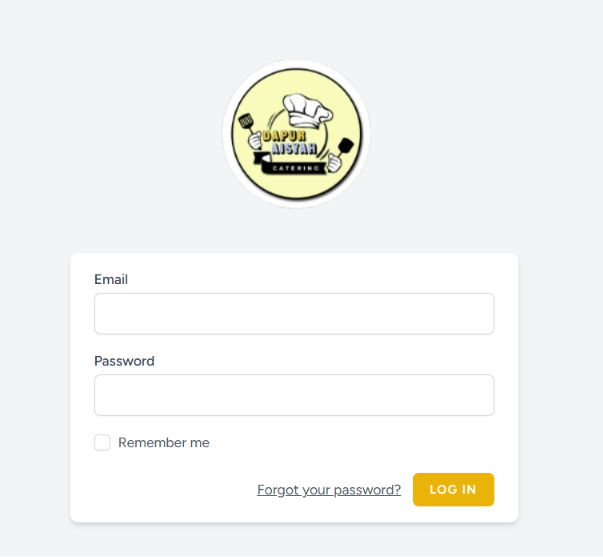 DAPUR
AISYAH
CATERING
Email
Password
Remember me
Forgot your password? LOG IN